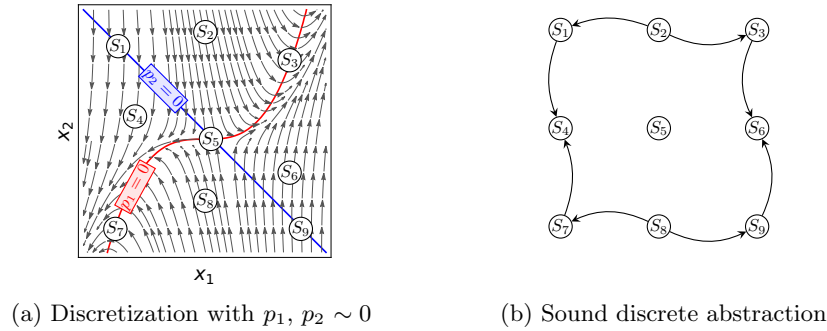 S₁
S₂
S₃
p₂ = 0
S₄
S₅
S₆
p₁ = 0
S₈
S₇
S₉
x₂
x₁
(a) Discretization with p₁, p₂ ∼ 0
S₁
S₂
S₃
S₄
S₅
S₆
S₇
S₈
S₉
(b) Sound discrete abstraction